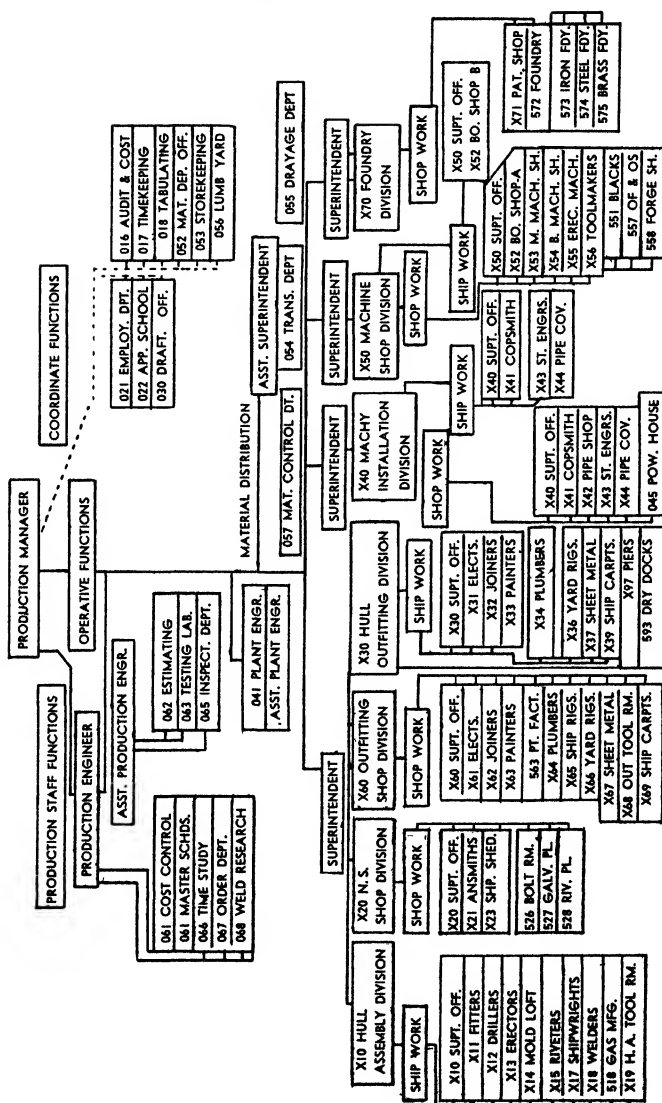 PRODUCTION MANAGER
PRODUCTION STAFF FUNCTIONS
OPERATIVE FUNCTIONS
COORDINATE FUNCTIONS
PRODUCTION ENGINEER
ASST. PRODUCTION ENGR.
061 COST CONTROL
061 MASTER SCHDS.
066 TIME STUDY
067 ORDER DEPT.
068 WELD RESEARCH
062 ESTIMATING
063 TESTING LAB.
065 INSPECT. DEPT.
021 EMPLOY. DPT.
022 APP. SCHOOL
030 DRAFT. OFF.
016 AUDIT & COST
017 TIMEKEEPING
018 TABULATING
052 MAT. DEP. OFF.
053 STOREKEEPING
056 LUMB YARD
041 PLANT ENGR.
ASST. PLANT ENGR.
MATERIAL DISTRIBUTION
ASST. SUPERINTENDENT
057 MAT. CONTROL DT.
054 TRANS. DEPT
055 DRAYAGE DEPT
SUPERINTENDENT
SUPERINTENDENT
SUPERINTENDENT
SUPERINTENDENT
X10 HULL
ASSEMBLY DIVISION
SHIP WORK
X10 SUPT. OFF.
X11 FITTERS
X12 DRILLERS
X13 ERECTORS
X14 MOLD LOFT
X15 RIVETERS
X17 SHIPWRIGHTS
X18 WELDERS
518 GAS MFG.
X19 H. A. TOOL RM.
X20 N. S.
SHOP DIVISION
SHOP WORK
X20 SUPT. OFF.
X21 ANSMITHS
X23 SHP. SHED.
526 BOLT RM.
527 GALV. PL.
528 RIV. PL.
X60 OUTFITTING
SHOP DIVISION
SHOP WORK
X60 SUPT. OFF.
X61 ELECTS.
X62 JOINERS
X63 PAINTERS
563 PT. FACT.
X64 PLUMBERS
X65 SHIP RIGS.
X66 YARD RIGS.
X67 SHEET METAL
X68 OUT TOOL RM.
X69 SHIP CARPTS.
X30 HULL
OUTFITTING DIVISION
SHIP WORK
X30 SUPT. OFF.
X31 ELECTS.
X32 JOINERS
X33 PAINTERS
X34 PLUMBERS
X36 YARD RIGS.
X37 SHEET METAL
X39 SHIP CARPTS.
X97 PIERS
593 DRY DOCKS
X40 MACHY
INSTALLATION
DIVISION
SHOP WORK
X40 SUPT. OFF.
X41 COPSMITH
X42 PIPE SHOP
X43 ST. ENGRS.
X44 PIPE COV.
045 POW. HOUSE
SHIP WORK
X40 SUPT. OFF.
X41 COPSMITH
X43 ST. ENGRS.
X44 PIPE COV.
X50 MACHINE
SHOP DIVISION
SHOP WORK
X50 SUPT. OFF.
X52 BO. SHOP-A
X53 M. MACH. SH.
X54 B. MACH. SH.
X55 EREC. MACH.
X56 TOOLMAKERS
551 BLACKS
557 OF & OS
558 FORGE SH.
SHIP WORK
X50 SUPT. OFF.
X52 BO. SHOP B
X70 FOUNDRY
DIVISION
SHOP WORK
X71 PAT. SHOP
572 FOUNDRY
573 IRON FDY.
574 STEEL FDY.
575 BRASS FDY.